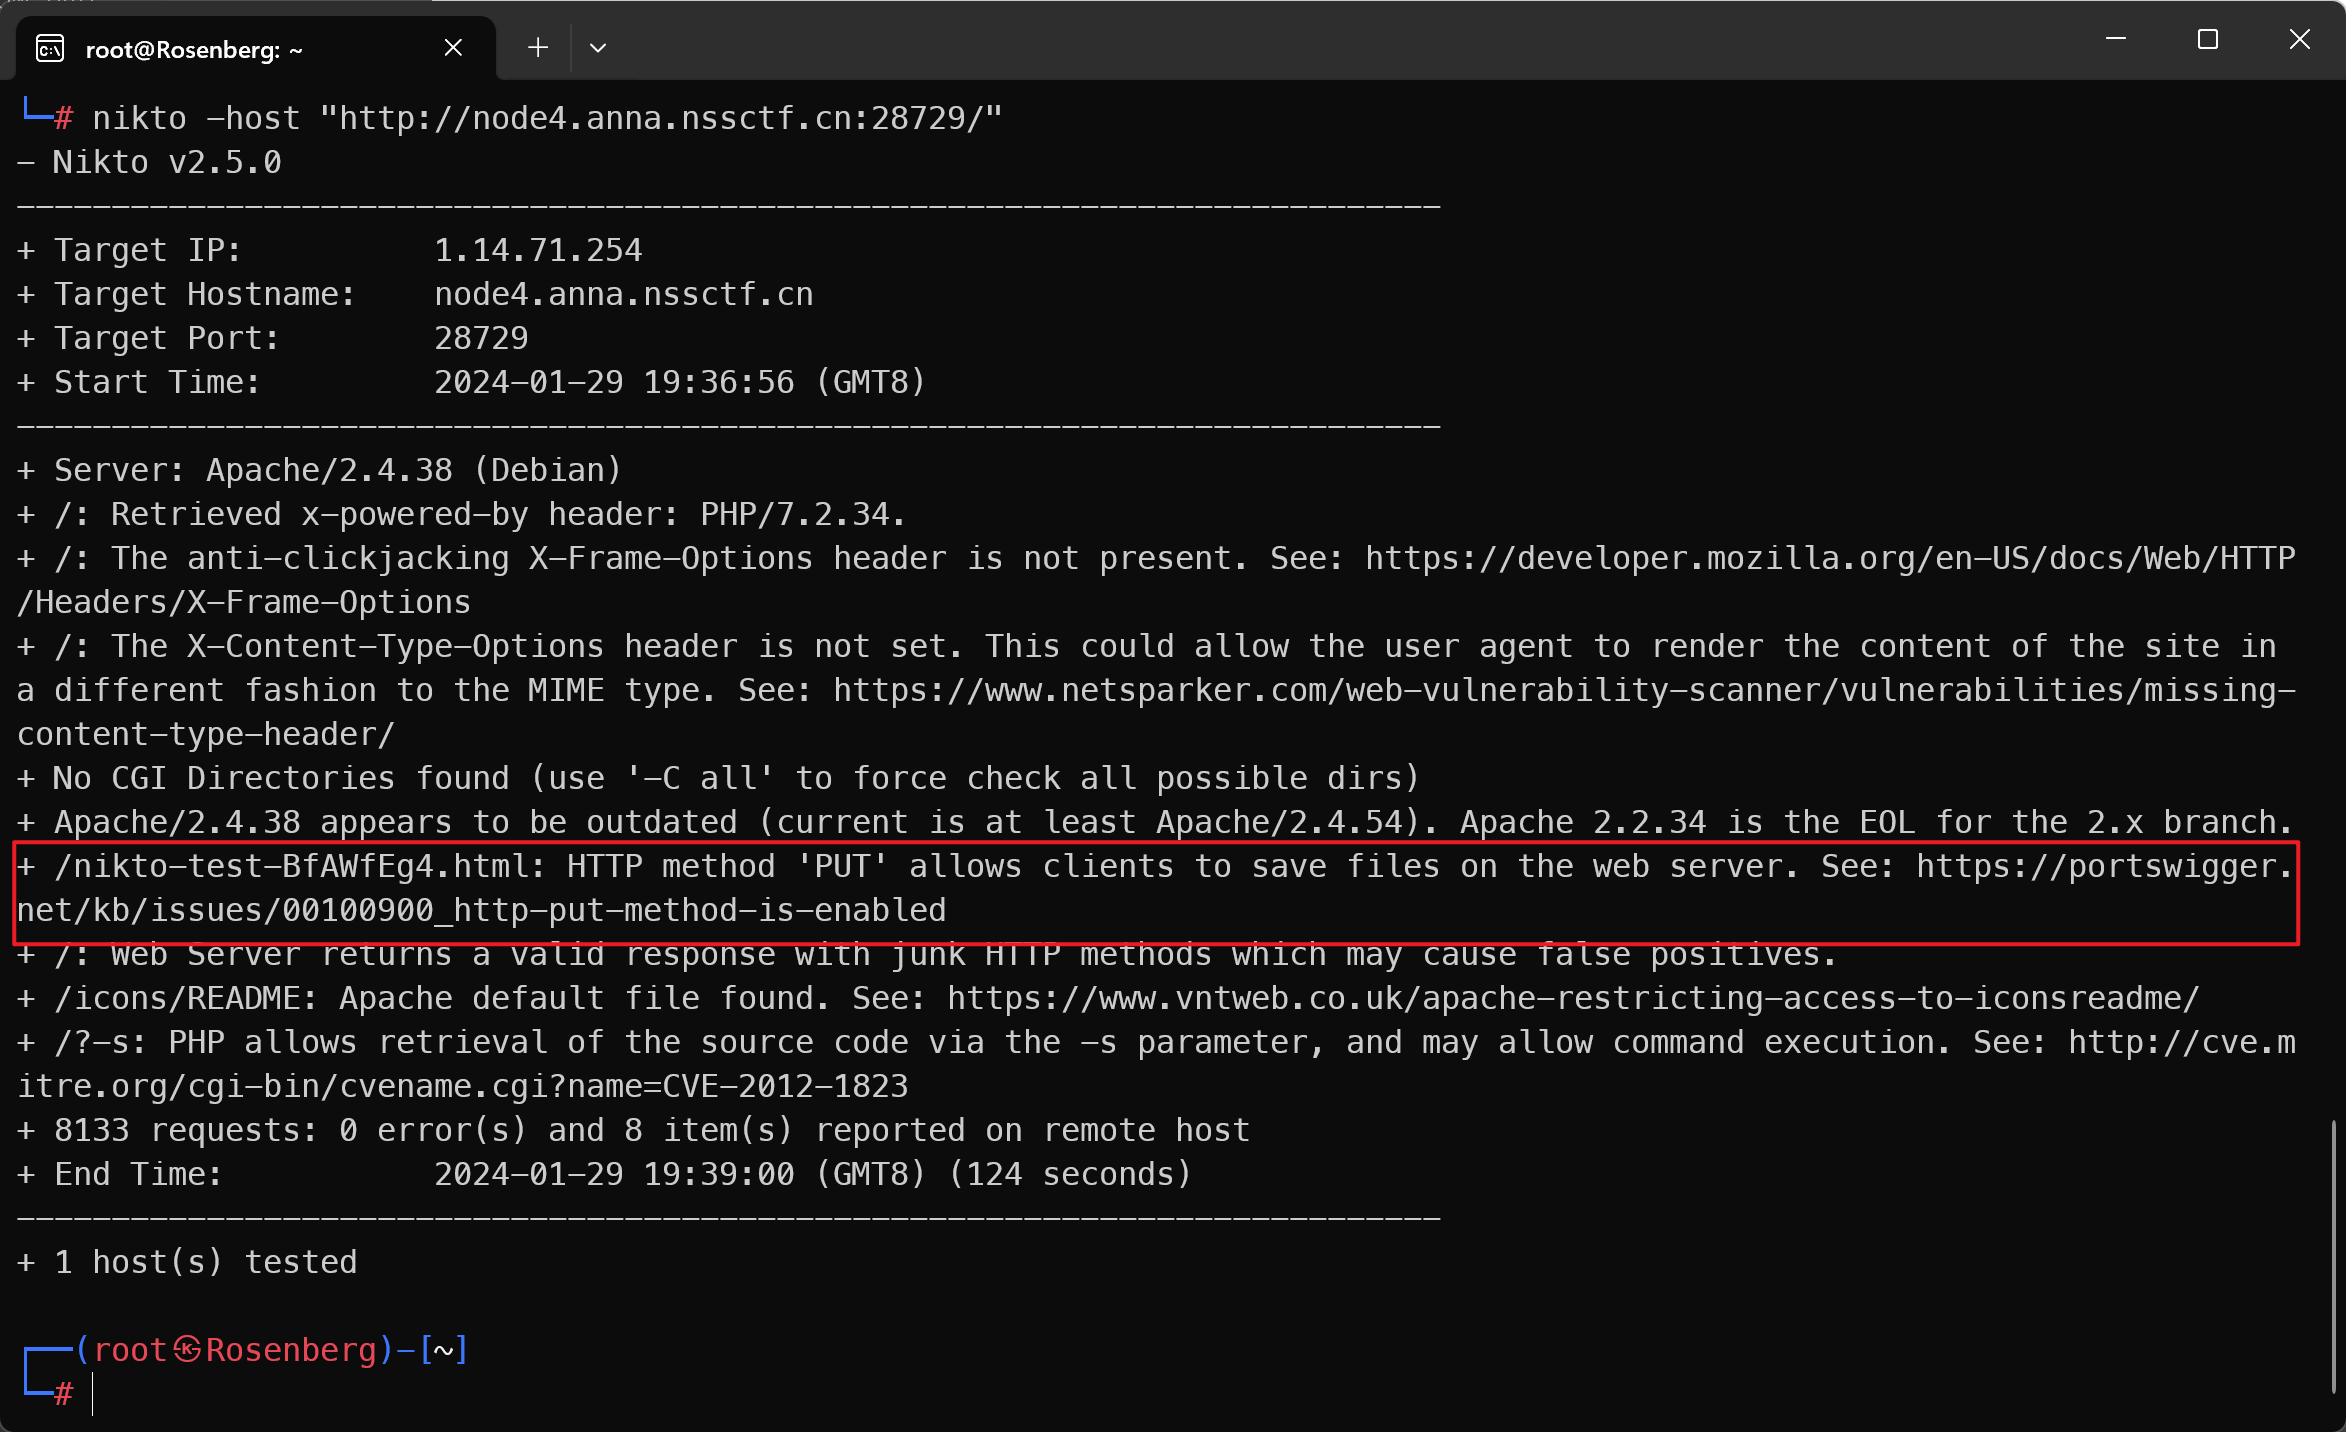 root@Rosenberg: ~
└─# nikto -host "http://node4.anna.nssctf.cn:28729/"
- Nikto v2.5.0
---------------------------------------------------------------------------
+ Target IP:          1.14.71.254
+ Target Hostname:    node4.anna.nssctf.cn
+ Target Port:        28729
+ Start Time:         2024-01-29 19:36:56 (GMT8)
---------------------------------------------------------------------------
+ Server: Apache/2.4.38 (Debian)
+ /: Retrieved x-powered-by header: PHP/7.2.34.
+ /: The anti-clickjacking X-Frame-Options header is not present. See: https://developer.mozilla.org/en-US/docs/Web/HTTP
/Headers/X-Frame-Options
+ /: The X-Content-Type-Options header is not set. This could allow the user agent to render the content of the site in
a different fashion to the MIME type. See: https://www.netsparker.com/web-vulnerability-scanner/vulnerabilities/missing-
content-type-header/
+ No CGI Directories found (use '-C all' to force check all possible dirs)
+ Apache/2.4.38 appears to be outdated (current is at least Apache/2.4.54). Apache 2.2.34 is the EOL for the 2.x branch.
+ /nikto-test-BfAWfEg4.html: HTTP method 'PUT' allows clients to save files on the web server. See: https://portswigger.
net/kb/issues/00100900_http-put-method-is-enabled
+ /: Web Server returns a valid response with junk HTTP methods which may cause false positives.
+ /icons/README: Apache default file found. See: https://www.vntweb.co.uk/apache-restricting-access-to-iconsreadme/
+ /?-s: PHP allows retrieval of the source code via the -s parameter, and may allow command execution. See: http://cve.m
itre.org/cgi-bin/cvename.cgi?name=CVE-2012-1823
+ 8133 requests: 0 error(s) and 8 item(s) reported on remote host
+ End Time:           2024-01-29 19:39:00 (GMT8) (124 seconds)
---------------------------------------------------------------------------
+ 1 host(s) tested
┌──(root㉿Rosenberg)-[~]
└─#